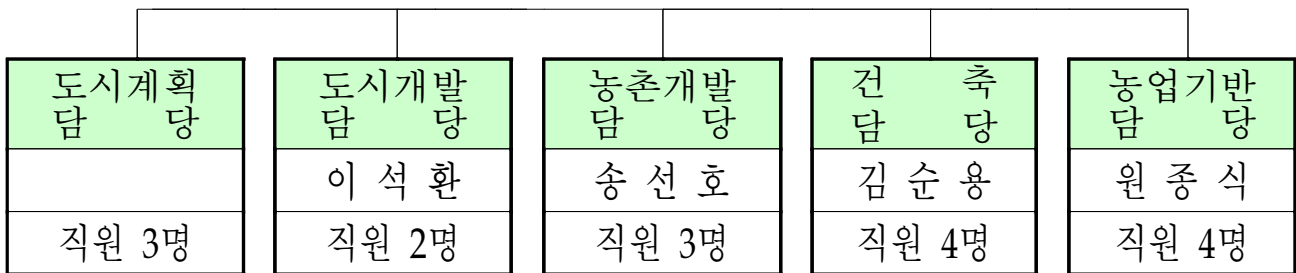 도시계획
담 당
직원 3명
도시개발
담 당
이 석 환
직원 2명
농촌개발
담 당
송 선 호
직원 3명
건 축
담 당
김 순 용
직원 4명
농업기반
담 당
원 종 식
직원 4명